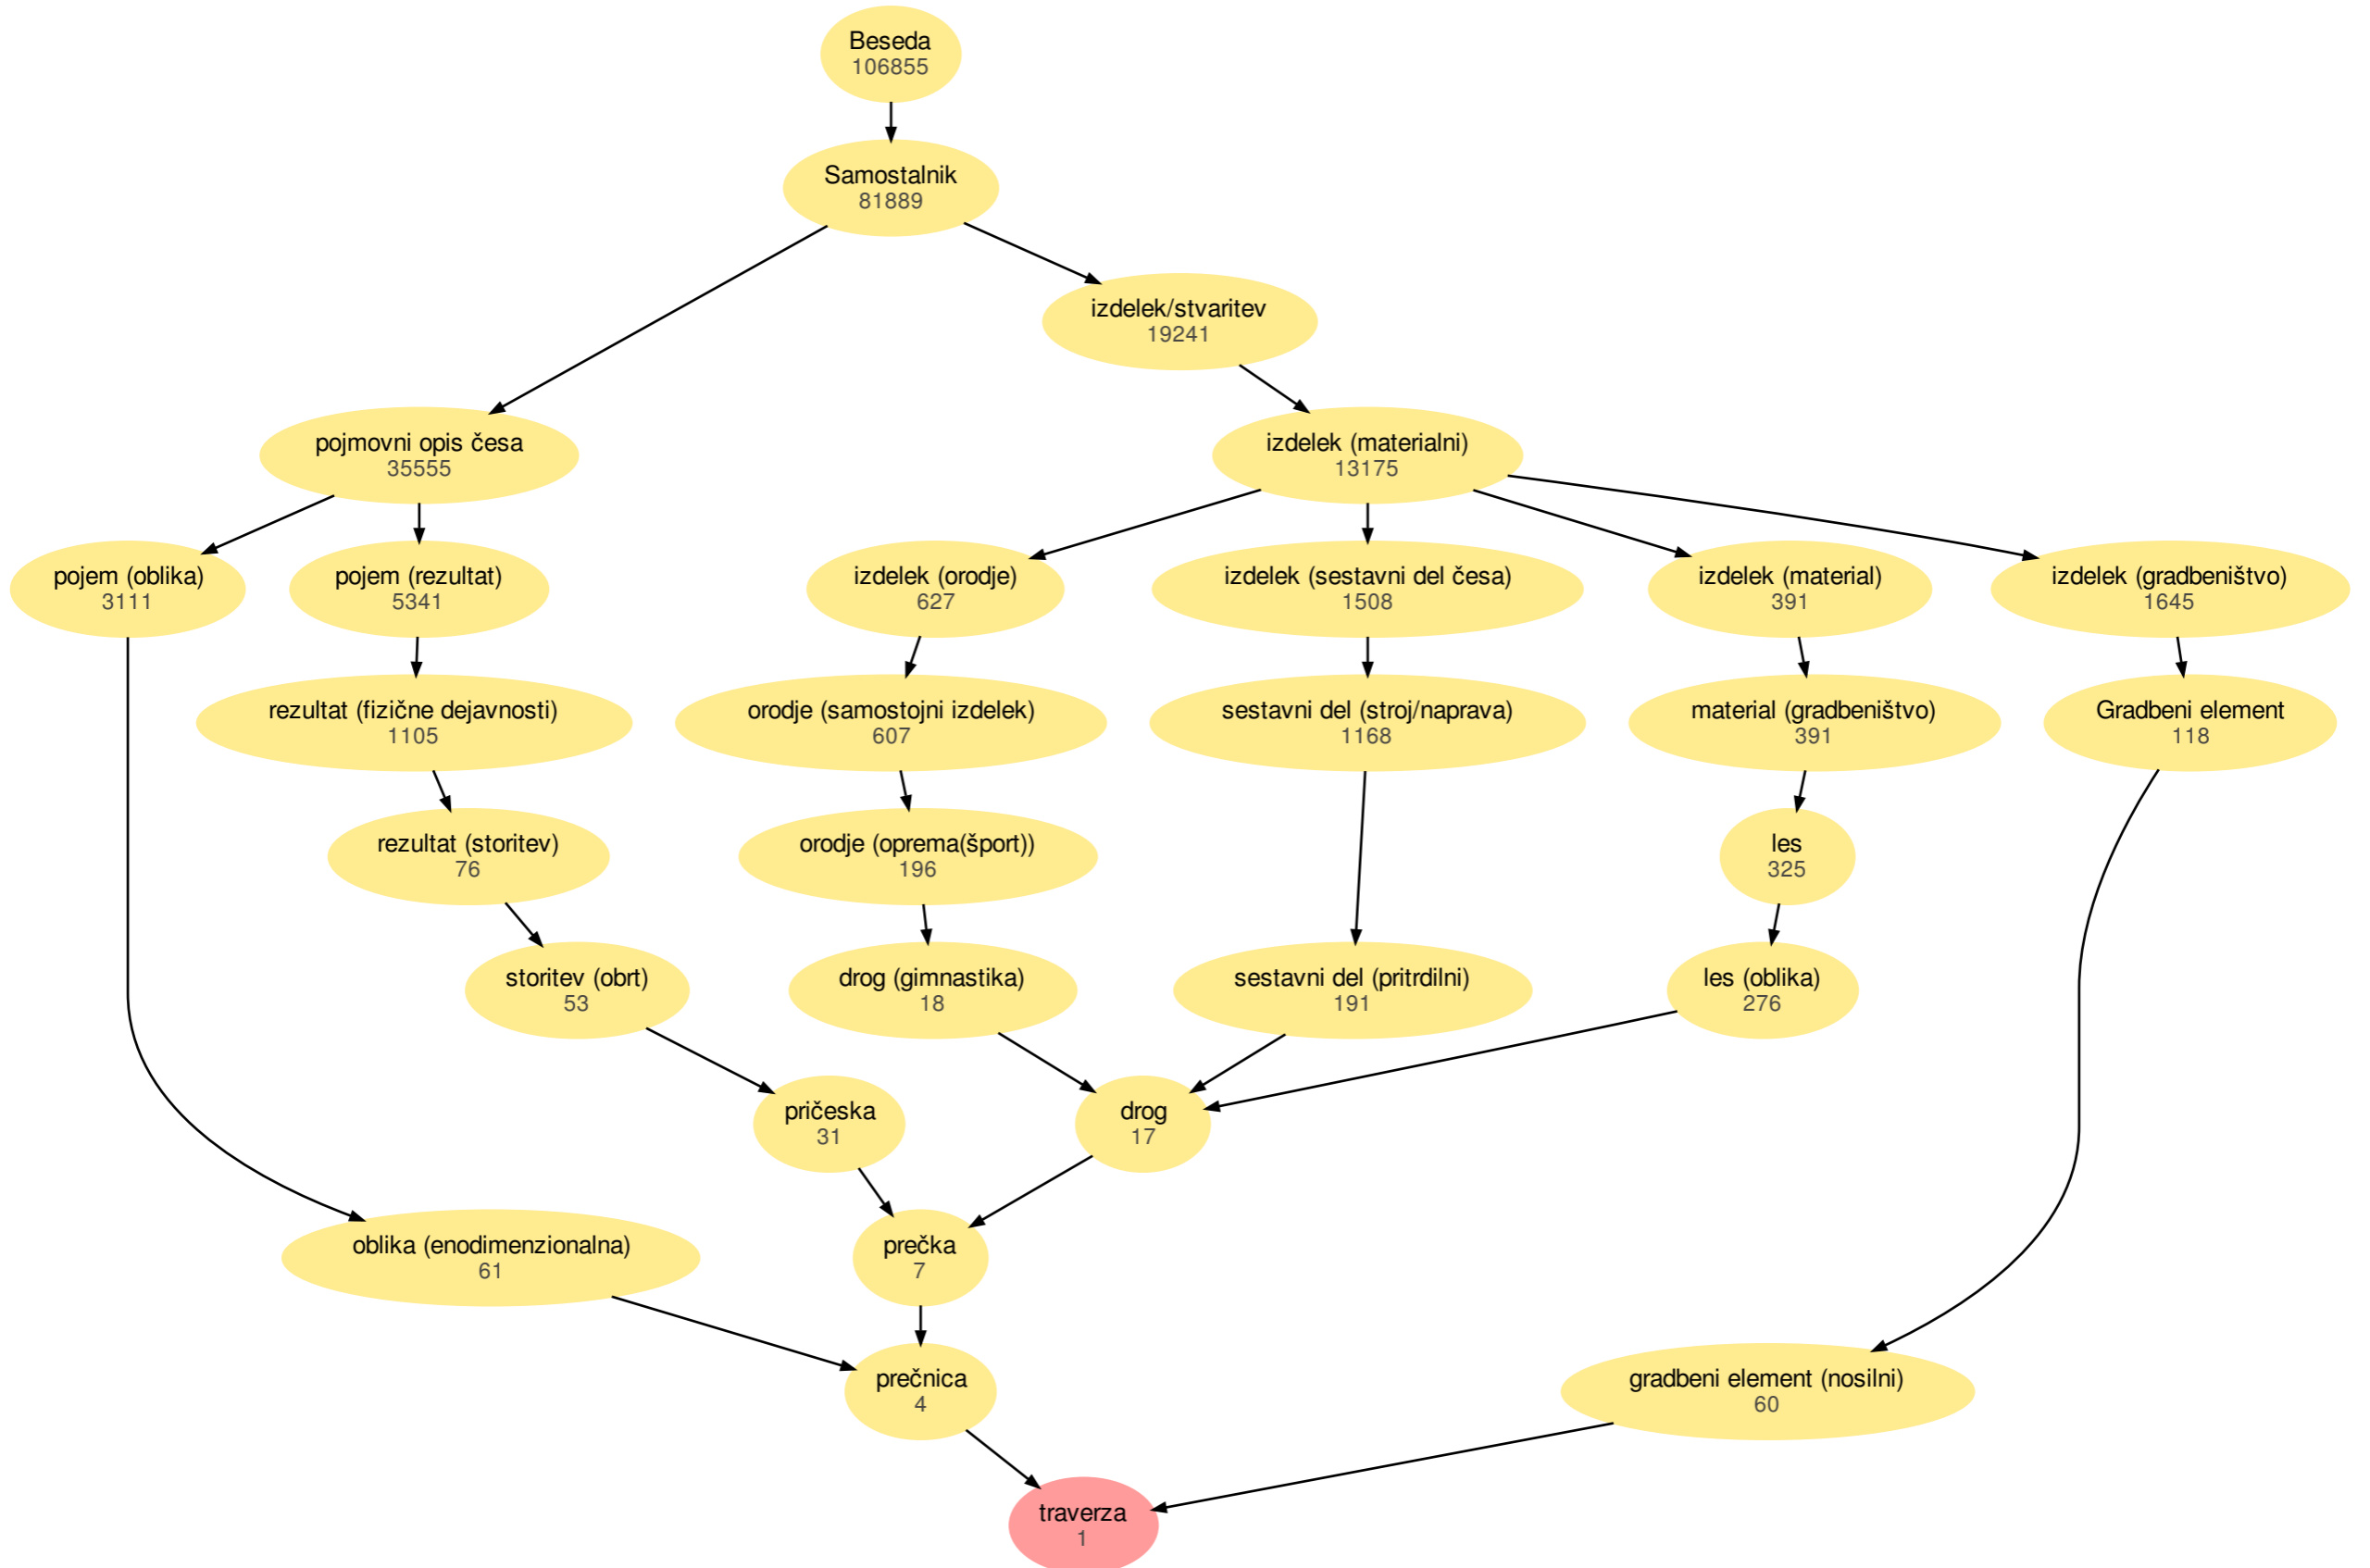 Beseda
106855
Samostalnik
81889
izdelek/stvaritev
19241
pojmovni opis česa
35555
izdelek (materialni)
13175
pojem (oblika)
3111
pojem (rezultat)
5341
izdelek (orodje)
627
izdelek (sestavni del česa)
1508
izdelek (material)
391
izdelek (gradbeništvo)
1645
rezultat (fizične dejavnosti)
1105
orodje (samostojni izdelek)
607
sestavni del (stroj/naprava)
1168
material (gradbeništvo)
391
Gradbeni element
118
rezultat (storitev)
76
orodje (oprema(šport))
196
les
325
storitev (obrt)
53
drog (gimnastika)
18
sestavni del (pritrdilni)
191
les (oblika)
276
pričeska
31
drog
17
oblika (enodimenzionalna)
61
prečka
7
prečnica
4
gradbeni element (nosilni)
60
traverza
1